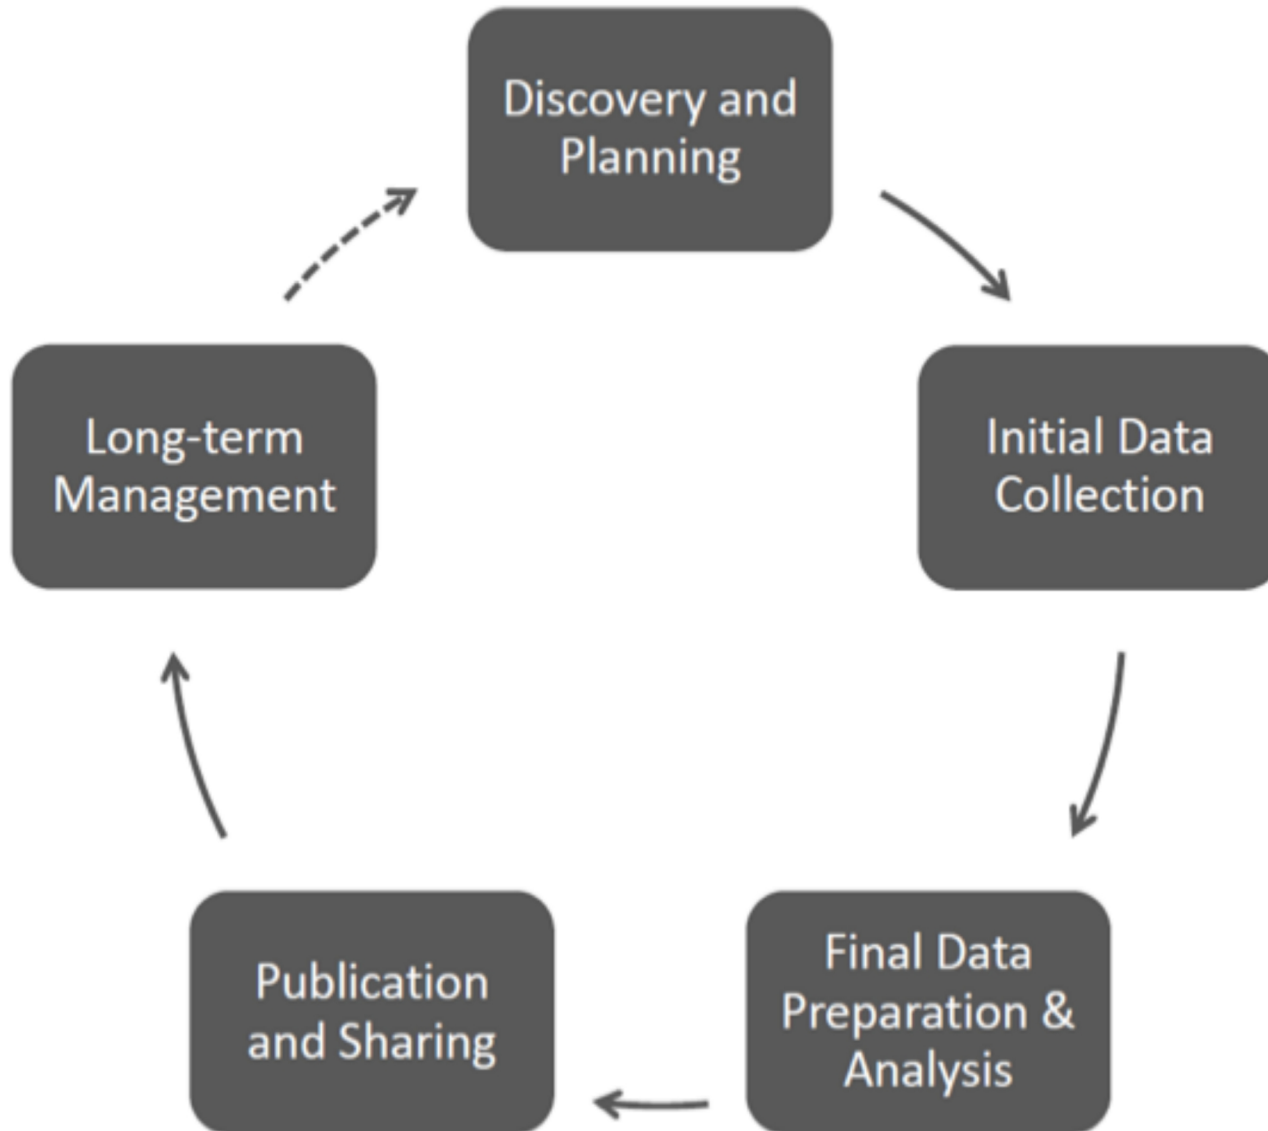 Discovery and
Planning
Initial Data
Collection
Final Data
Preparation &
Analysis
Publication
and Sharing
Long-term
Management